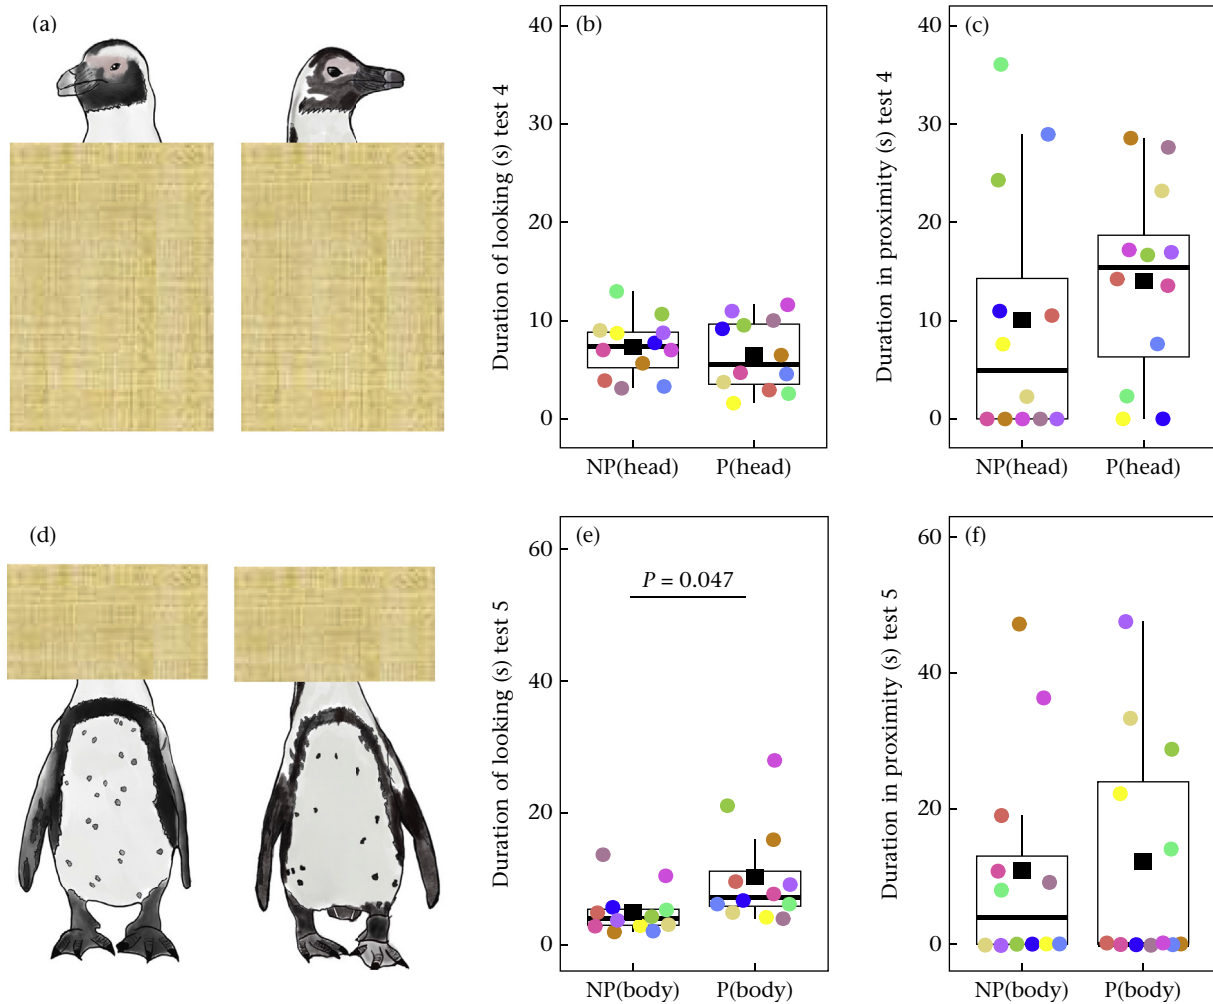 (a)
(b)
Duration of looking (s) test 4
40
30
20
10
0
NP(head)
P(head)
(c)
Duration in proximity (s) test 4
40
30
20
10
0
NP(head)
P(head)
(d)
(e)
Duration of looking (s) test 5
60
40
20
0
P = 0.047
NP(body)
P(body)
(f)
Duration in proximity (s) test 5
60
40
20
0
NP(body)
P(body)